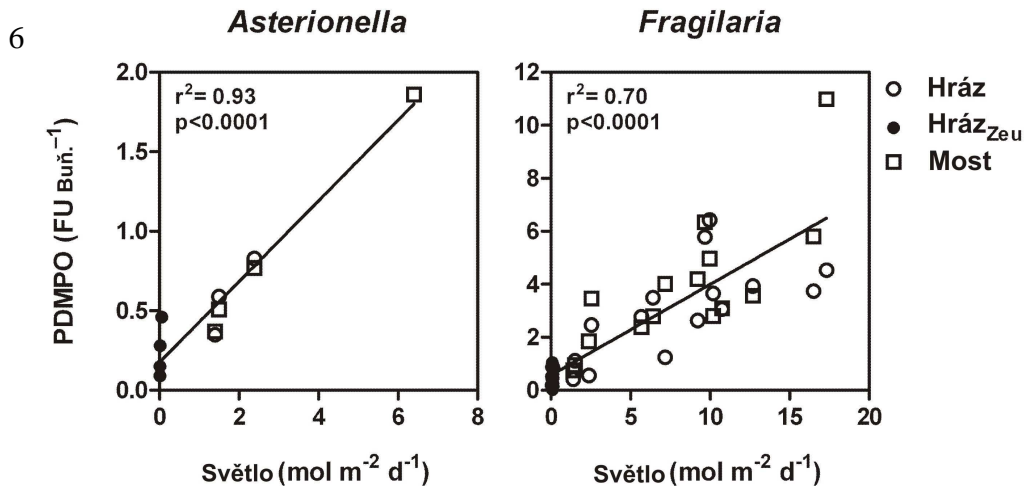 6
Asterionella
Fragilaria
r²= 0.93
p<0.0001
r²= 0.70
p<0.0001
Hráz
Hráz_Zeu
Most
PDMPO (FU Buň.⁻¹)
2.0
1.5
1.0
0.5
0.0
0 2 4 6 8
12
10
8
6
4
2
0
0 5 10 15 20
Světlo (mol m⁻² d⁻¹)
Světlo (mol m⁻² d⁻¹)